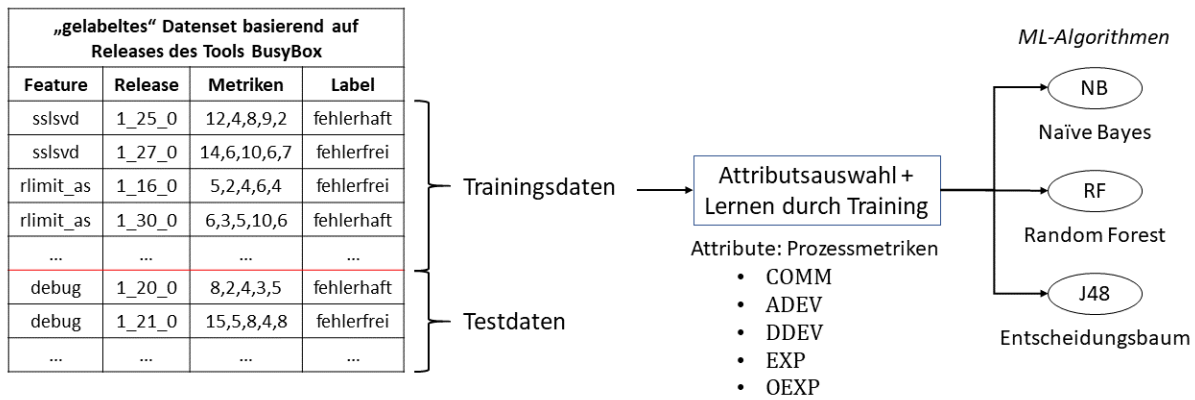 „gelabeltes“ Datenset basierend auf
Releases des Tools BusyBox
Feature Release Metriken Label
sslsvd 1_25_0 12,4,8,9,2 fehlerhaft
sslsvd 1_27_0 14,6,10,6,7 fehlerfrei
rlimit_as 1_16_0 5,2,4,6,4 fehlerfrei
rlimit_as 1_30_0 6,3,5,10,6 fehlerhaft
... ... ... ...
debug 1_20_0 8,2,4,3,5 fehlerhaft
debug 1_21_0 15,5,8,4,8 fehlerfrei
... ... ... ...
Trainingsdaten
Testdaten
Attributsauswahl +
Lernen durch Training
Attribute: Prozessmetriken
• COMM
• ADEV
• DDEV
• EXP
• OEXP
ML-Algorithmen
NB
Naïve Bayes
RF
Random Forest
J48
Entscheidungsbaum